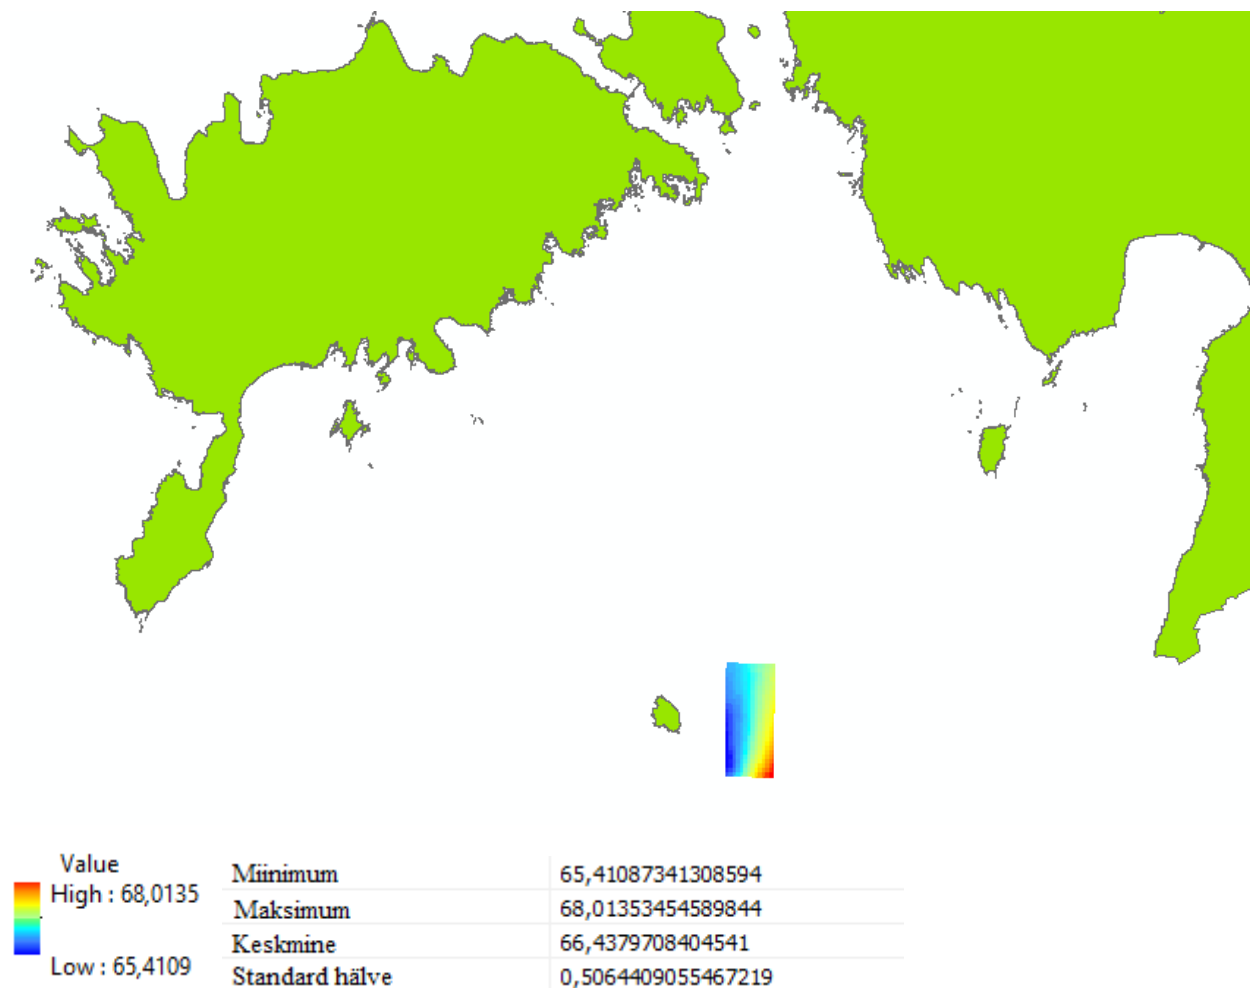 Value
High : 68,0135
Low : 65,4109
Miinimum 65,41087341308594
Maksimum 68,01353454589844
Keskmine 66,4379708404541
Standard hälve 0,5064409055467219